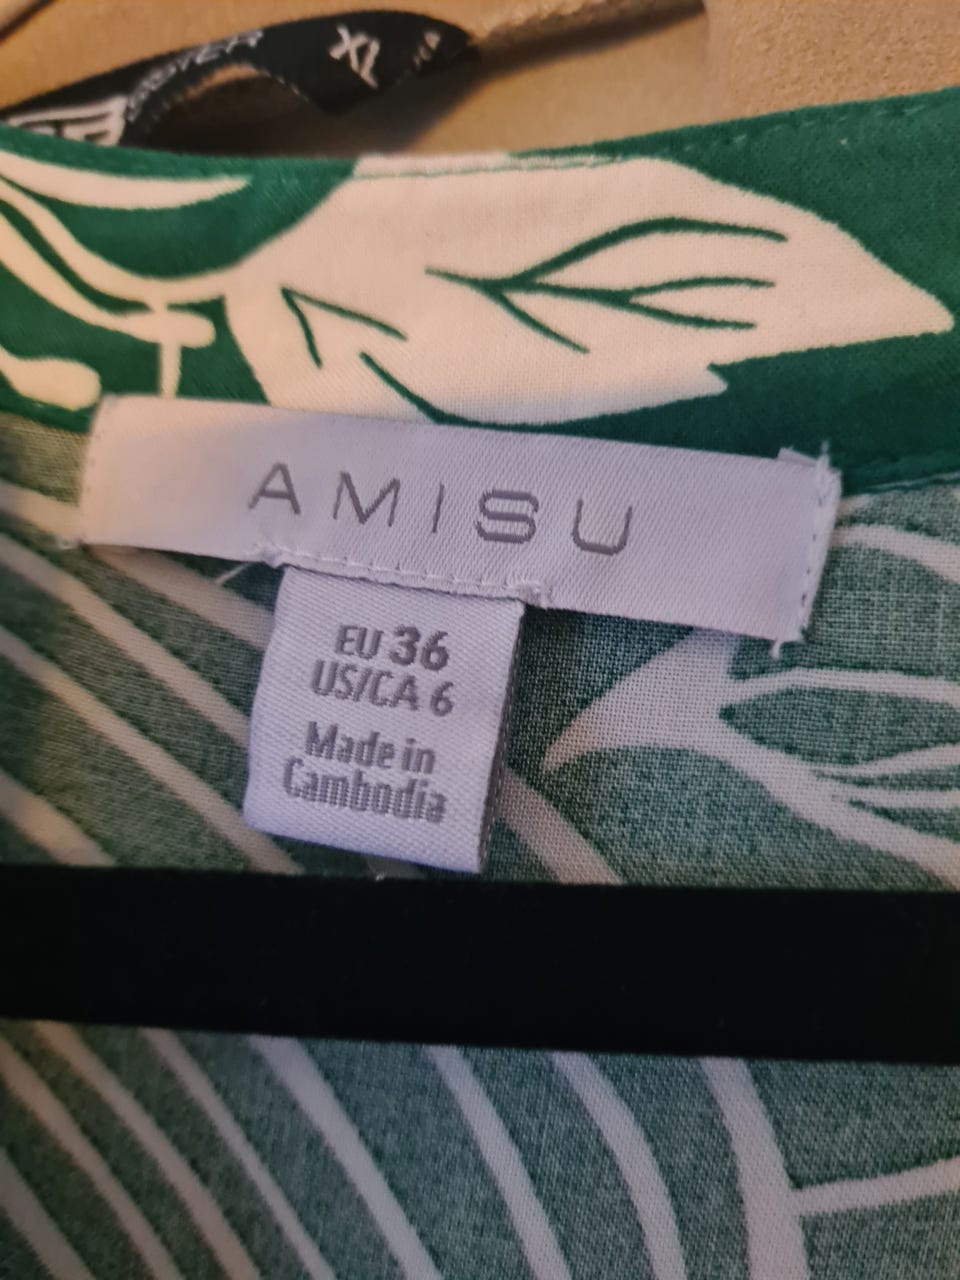 XL
AMISU
EU 36
US/CA 6
Made in
Cambodia